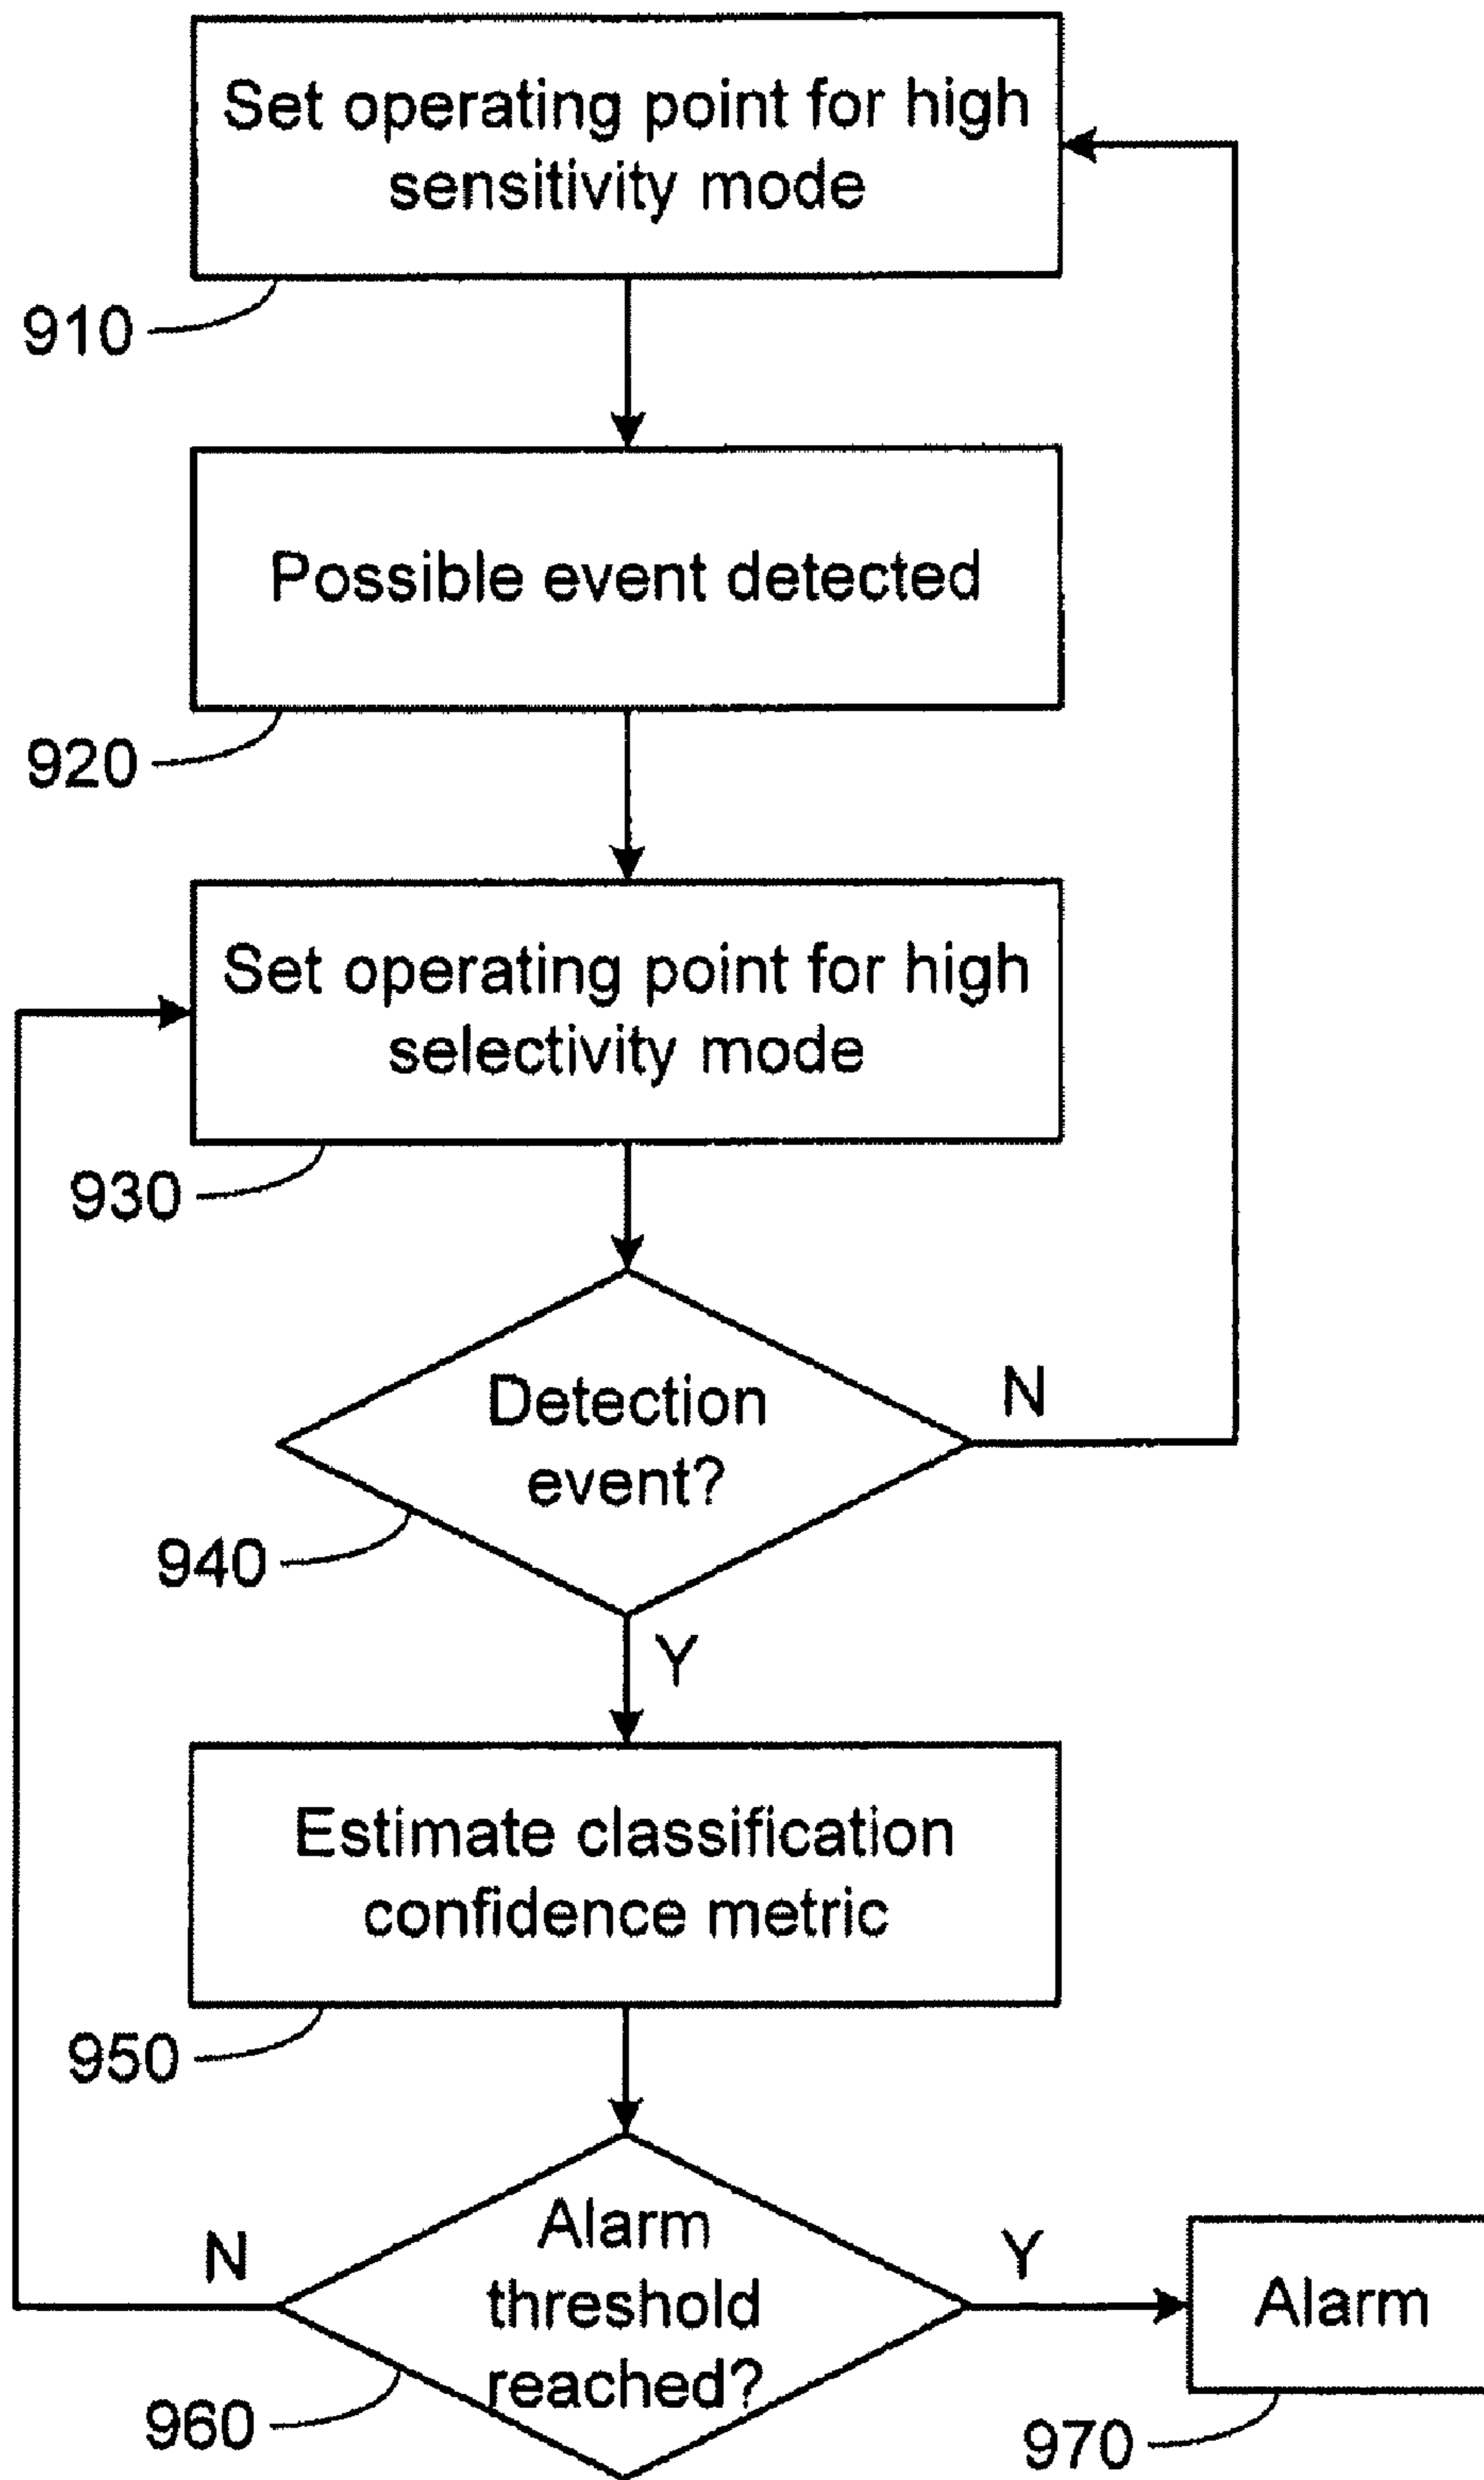 Set operating point for high
sensitivity mode
910
Possible event detected
920
Set operating point for high
selectivity mode
930
Detection
event?
N
940
Y
Estimate classification
confidence metric
950
Alarm
threshold
reached?
N
Y
960
Alarm
970